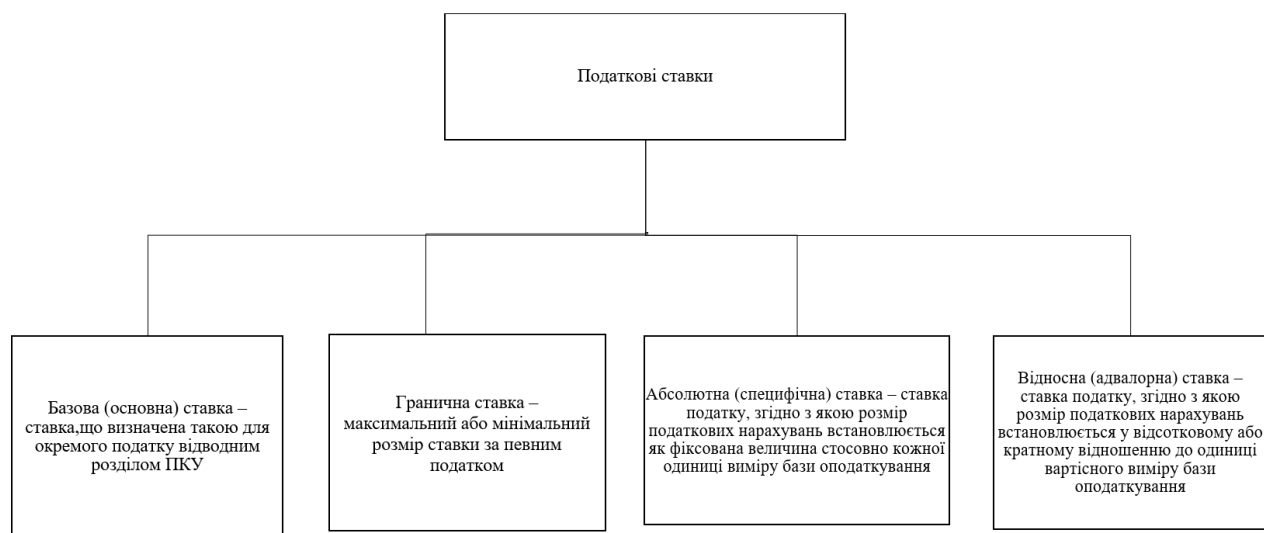 Податкові ставки
Базова (основна) ставка –
ставка,що визначена такою для
окремого податку відводним
розділом ПКУ
Гранична ставка –
максимальний або мінімальний
розмір ставки за певним
податком
Абсолютна (специфічна) ставка – ставка
податку, згідно з якою розмір
податкових нарахувань встановлюється
як фіксована величина стосовно кожної
одиниці виміру бази оподаткування
Відносна (адвалорна) ставка –
ставка податку, згідно з якою
розмір податкових нарахувань
встановлюється у відсотковому або
кратному відношенню до одиниці
вартісного виміру бази
оподаткування